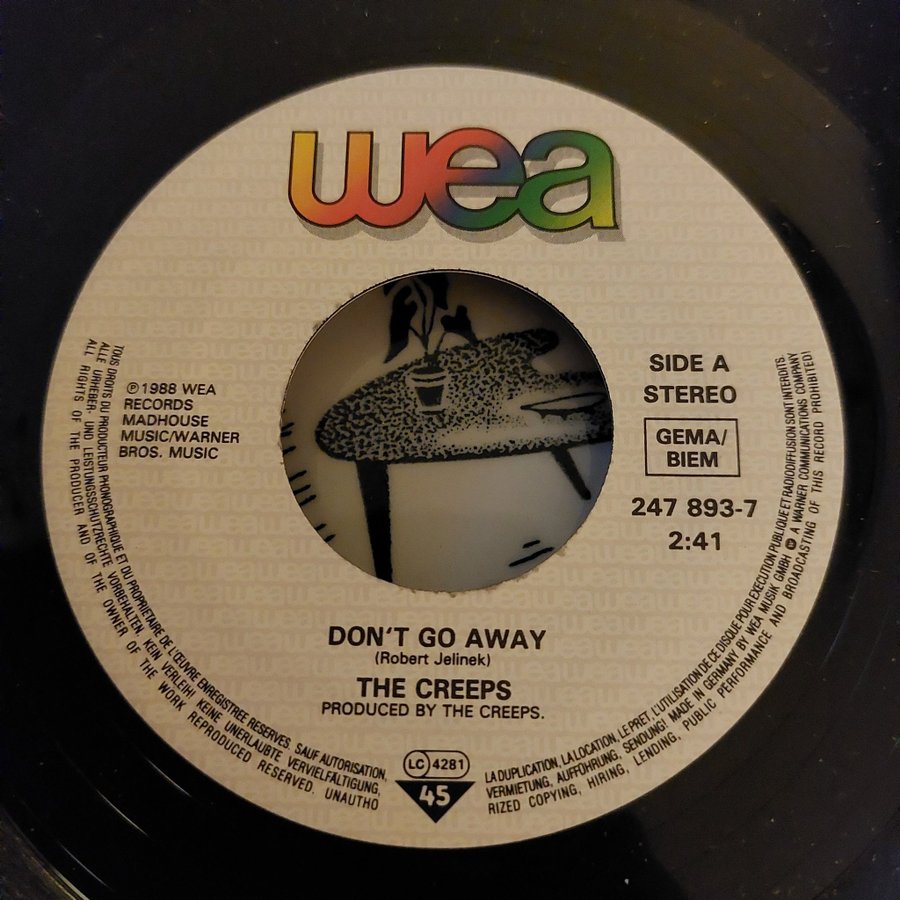 wea
℗ 1988 WEA
RECORDS
MADHOUSE
MUSIC/WARNER
BROS. MUSIC
SIDE A
STEREO
GEMA/
BIEM
247 893-7
2:41
DON'T GO AWAY
(Robert Jelinek)
THE CREEPS
PRODUCED BY THE CREEPS.
LC 4281
45
TOUS DROITS DU PRODUCTEUR PHONOGRAPHIQUE ET DU PROPRIETAIRE DE L'ŒUVRE ENREGISTREE RESERVES. SAUF AUTORISATION, LA DUPLICATION, LA LOCATION, LE PRET, L'UTILISATION DE CE DISQUE POUR EXECUTION PUBLIQUE ET RADIODIFFUSION SONT INTERDITS.
ALLE URHEBER- UND LEISTUNGSSCHUTZRECHTE VORBEHALTEN. KEIN VERLEIH! KEINE UNERLAUBTE VERVIELFÄLTIGUNG, VERMIETUNG, AUFFÜHRUNG, SENDUNG! MADE IN GERMANY BY WEA MUSIK GMBH A WARNER COMMUNICATIONS COMPANY
ALL RIGHTS OF THE PRODUCER AND OF THE OWNER OF THE WORK REPRODUCED RESERVED. UNAUTHORIZED COPYING, HIRING, LENDING, PUBLIC PERFORMANCE AND BROADCASTING OF THIS RECORD PROHIBITED!